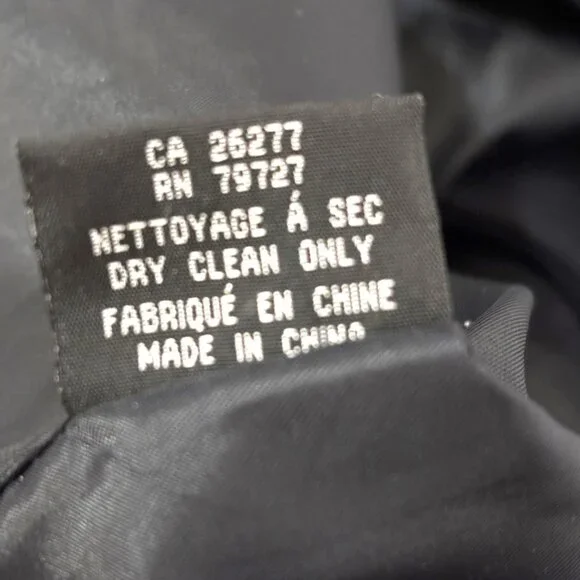 CA 26277
RN 79727
NETTOYAGE Á SEC
DRY CLEAN ONLY
FABRIQUÉ EN CHINE
MADE IN CHINA